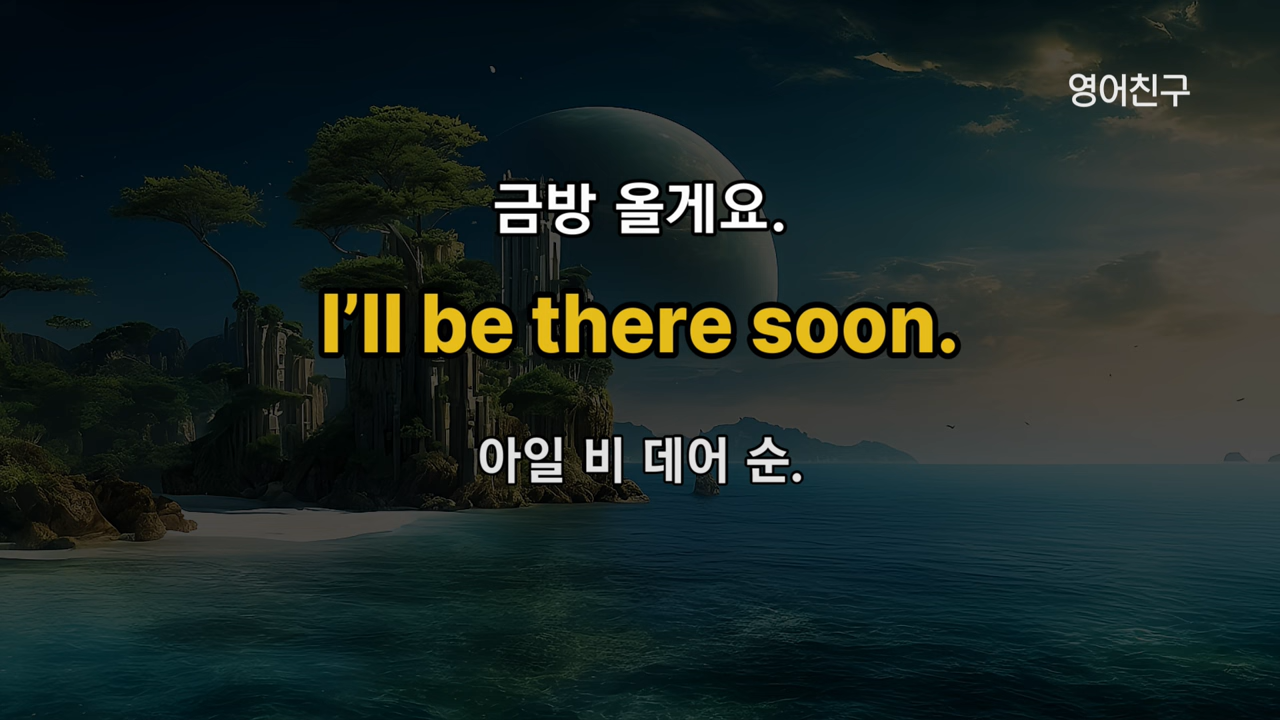 영어친구
금방 올게요.
I’ll be there soon.
아일 비 데어 순.